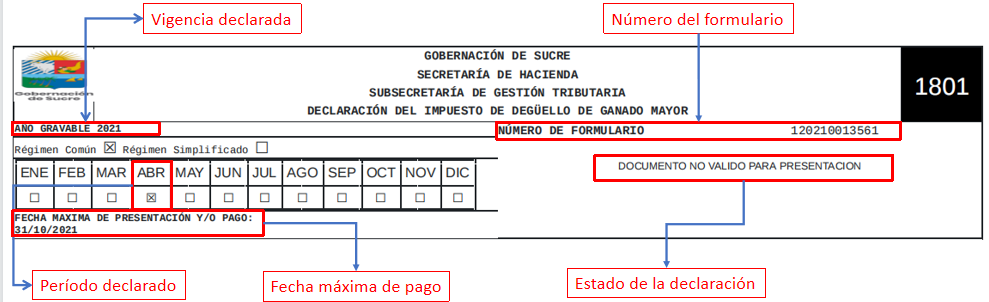 Vigencia declarada
Número del formulario
Gobernación
de Sucre
GOBERNACIÓN DE SUCRE
SECRETARÍA DE HACIENDA
SUBSECRETARÍA DE GESTIÓN TRIBUTARIA
DECLARACIÓN DEL IMPUESTO DE DEGÜELLO DE GANADO MAYOR
1801
AÑO GRAVABLE 2021
NÚMERO DE FORMULARIO 120210013561
Régimen Común ☒ Régimen Simplificado ☐
DOCUMENTO NO VALIDO PARA PRESENTACION
ENE FEB MAR ABR MAY JUN JUL AGO SEP OCT NOV DIC
☐ ☐ ☐ ☒ ☐ ☐ ☐ ☐ ☐ ☐ ☐ ☐
FECHA MAXIMA DE PRESENTACIÓN Y/O PAGO:
31/10/2021
Período declarado
Fecha máxima de pago
Estado de la declaración